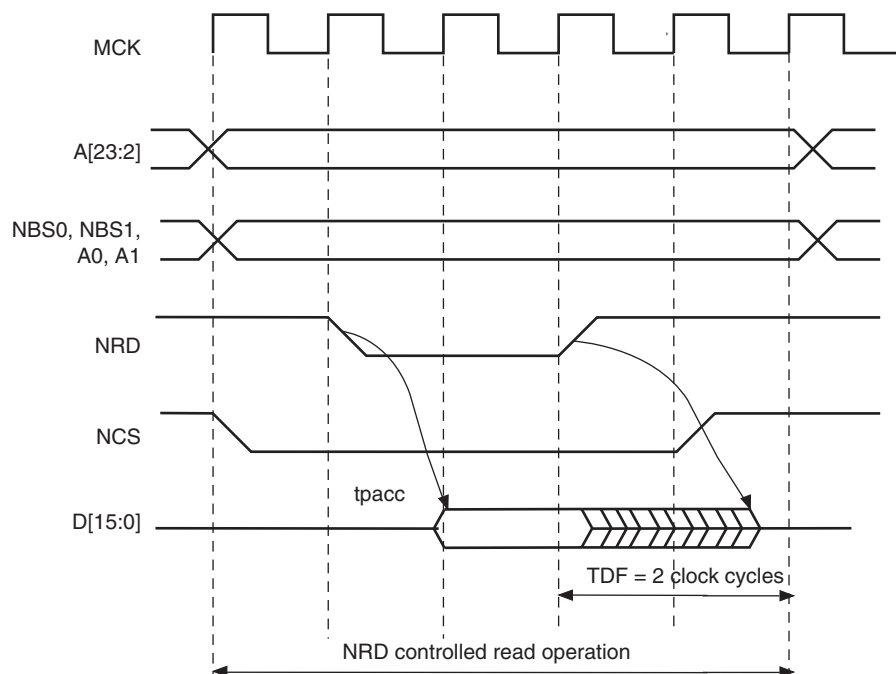 MCK
A[23:2]
NBS0, NBS1,
A0, A1
NRD
NCS
tpacc
D[15:0]
TDF = 2 clock cycles
NRD controlled read operation